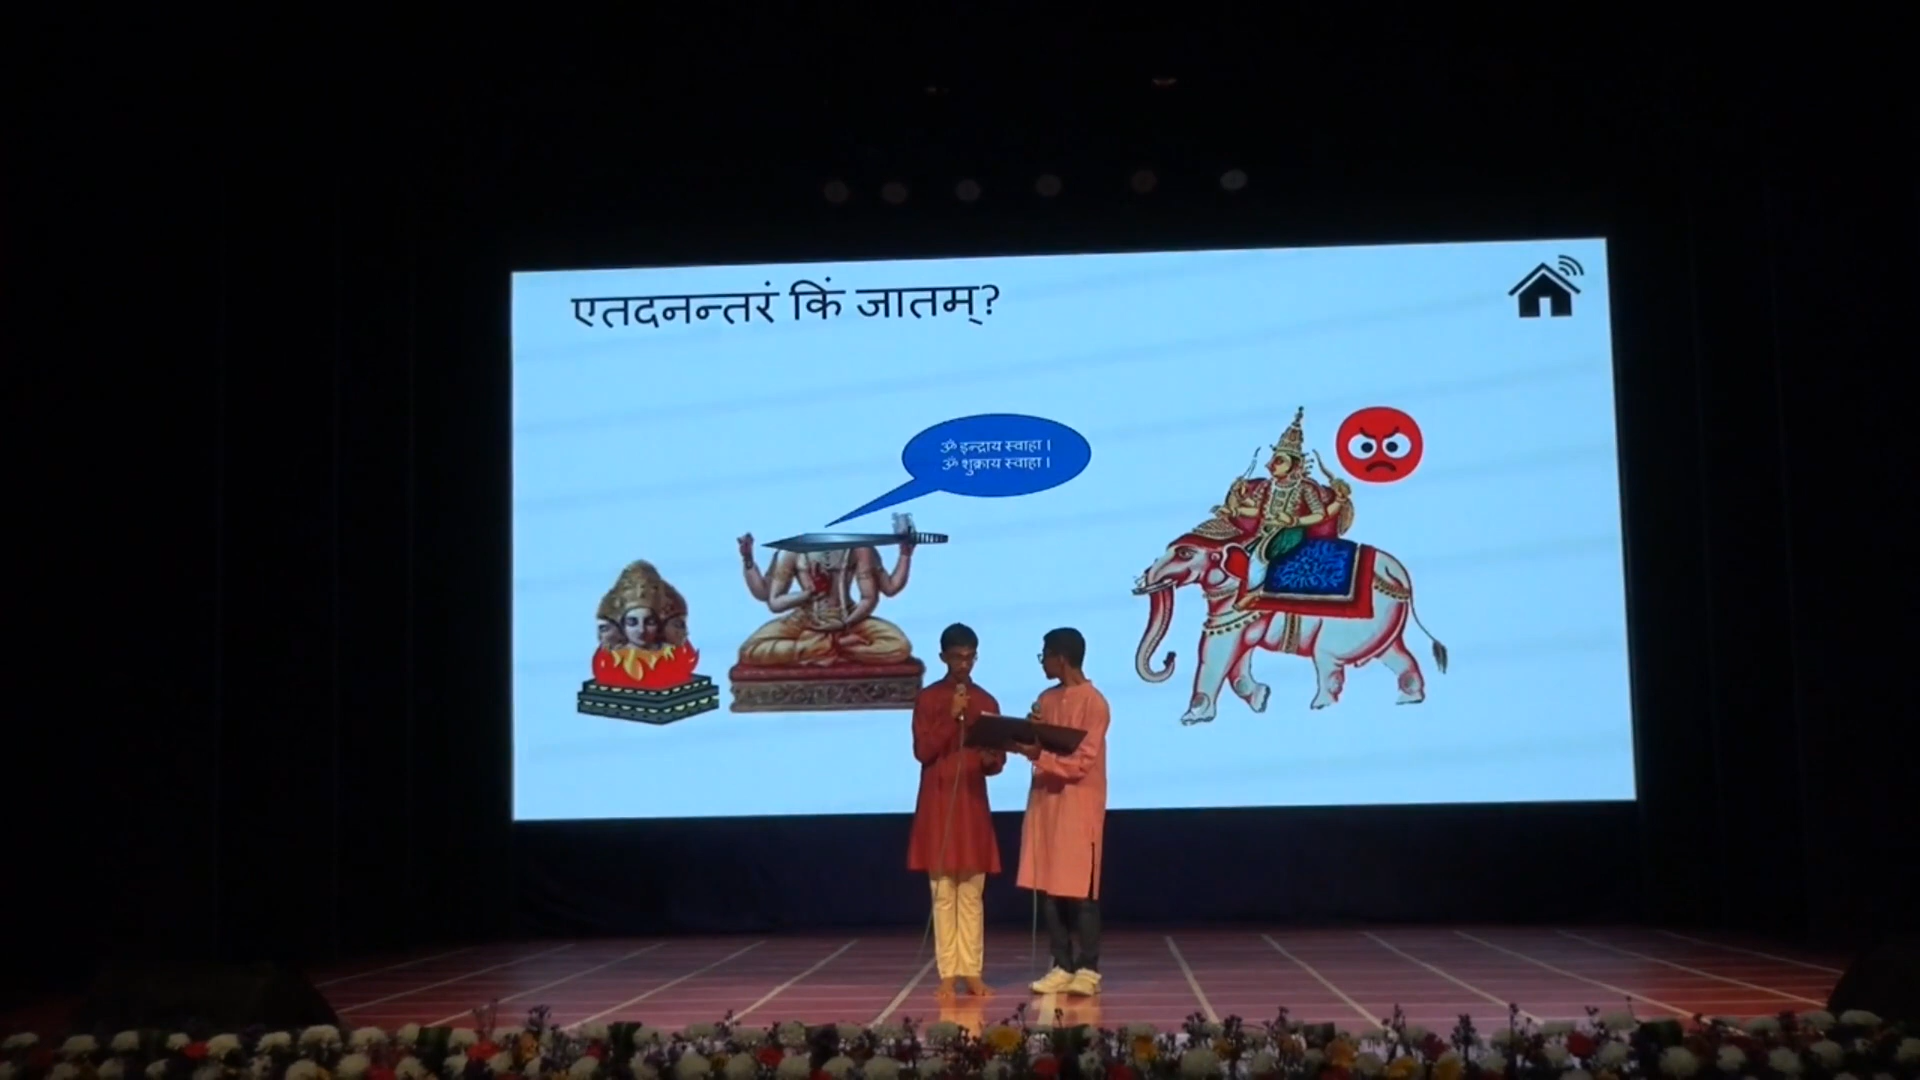 एतदनन्तरं किं जातम्?
ॐ इन्द्राय स्वाहा ।
ॐ शुक्राय स्वाहा ।